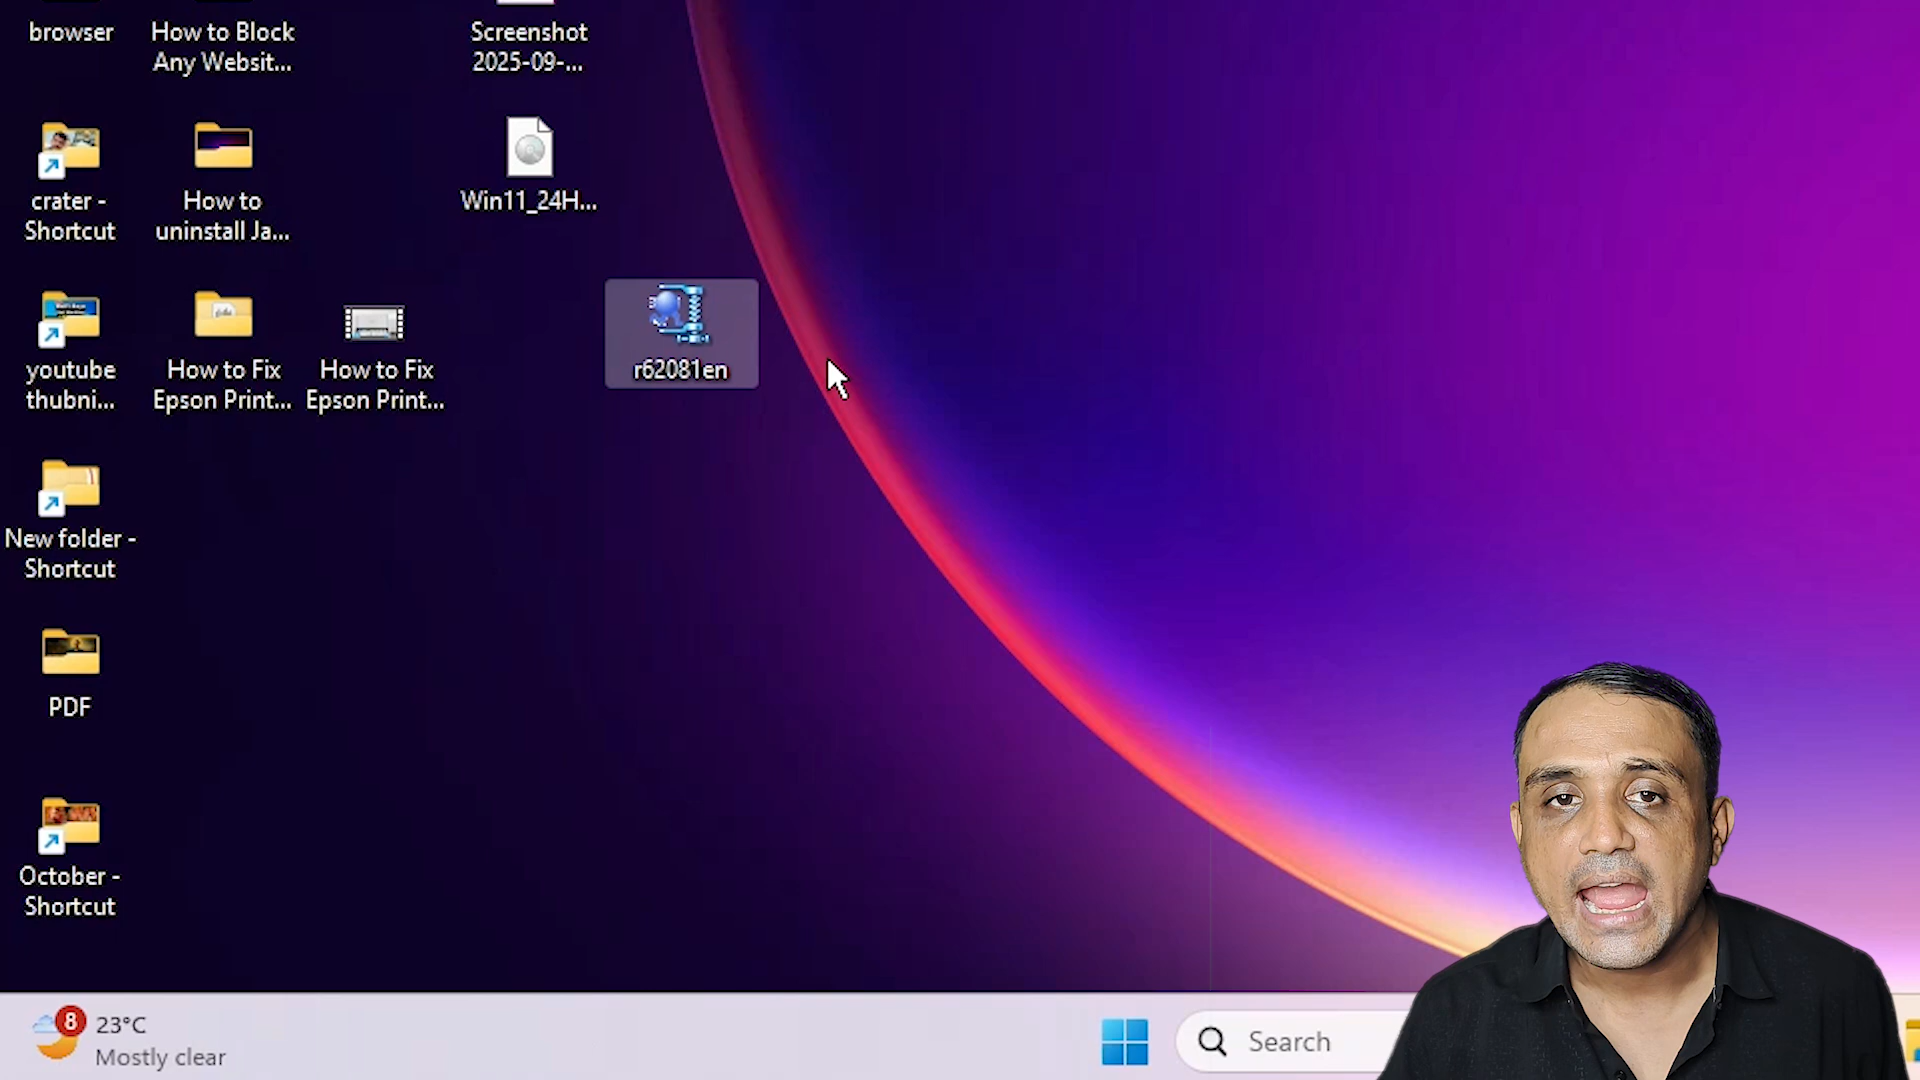 browser
How to Block
Any Websit...
Screenshot
2025-09-...
crater -
Shortcut
How to
uninstall Ja...
Win11_24H...
youtube
thubni...
How to Fix
Epson Print...
How to Fix
Epson Print...
r62081en
New folder -
Shortcut
PDF
October -
Shortcut
8
23°C
Mostly clear
Search